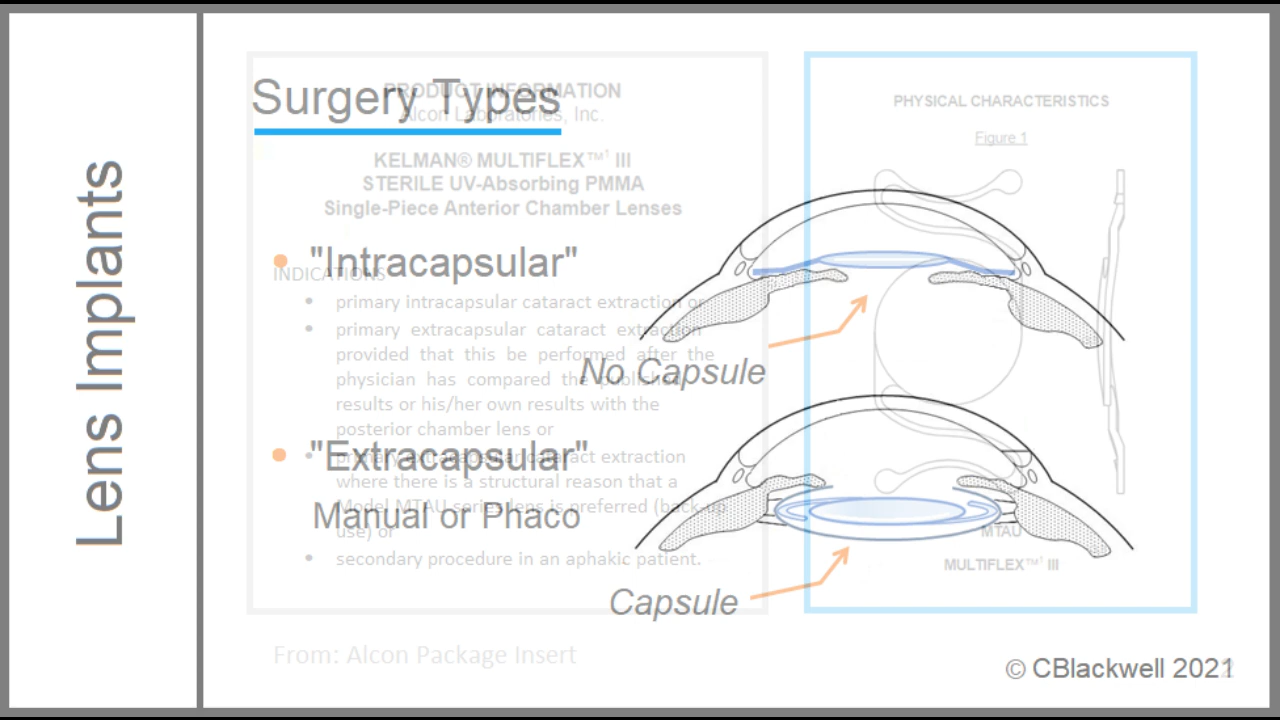 Lens Implants
Surgery Types
"Intracapsular"
No Capsule
"Extracapsular"
Manual or Phaco
Capsule
PRODUCT INFORMATION
Alcon Laboratories, Inc.
KELMAN® MULTIFLEX™¹ III
STERILE UV-Absorbing PMMA
Single-Piece Anterior Chamber Lenses
INDICATIONS
primary intracapsular cataract extraction or
primary extracapsular cataract extraction
provided that this be performed after the
physician has compared the published
results or his/her own results with the
posterior chamber lens or
primary extracapsular cataract extraction
where there is a structural reason that a
Model MTAU series lens is preferred (back-up
use) or
secondary procedure in an aphakic patient.
From: Alcon Package Insert
PHYSICAL CHARACTERISTICS
Figure 1
MTAU
MULTIFLEX™¹ III
© CBlackwell 2021